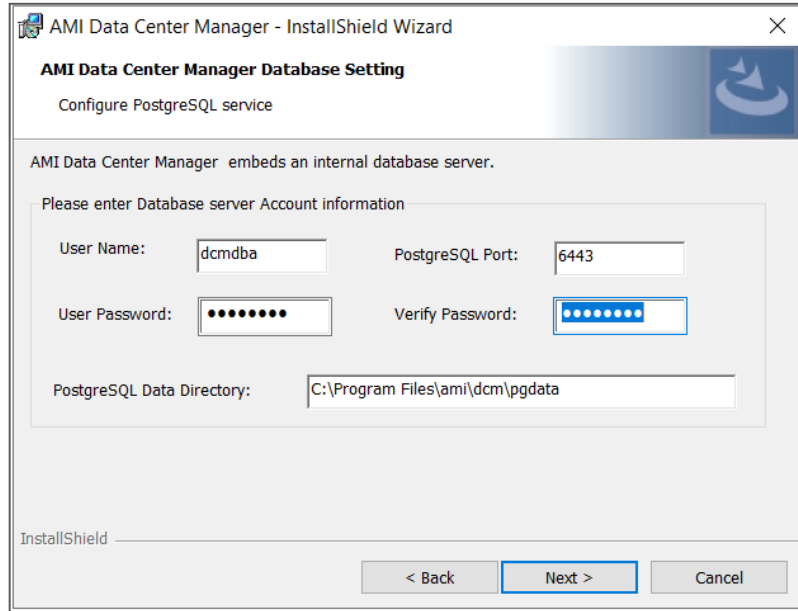 AMI Data Center Manager - InstallShield Wizard
AMI Data Center Manager Database Setting
Configure PostgreSQL service
AMI Data Center Manager embeds an internal database server.
Please enter Database server Account information
User Name: dcmdba PostgreSQL Port: 6443
User Password: •••••••• Verify Password: ••••••••
PostgreSQL Data Directory: C:\Program Files\ami\dcm\pgdata
InstallShield
< Back Next > Cancel